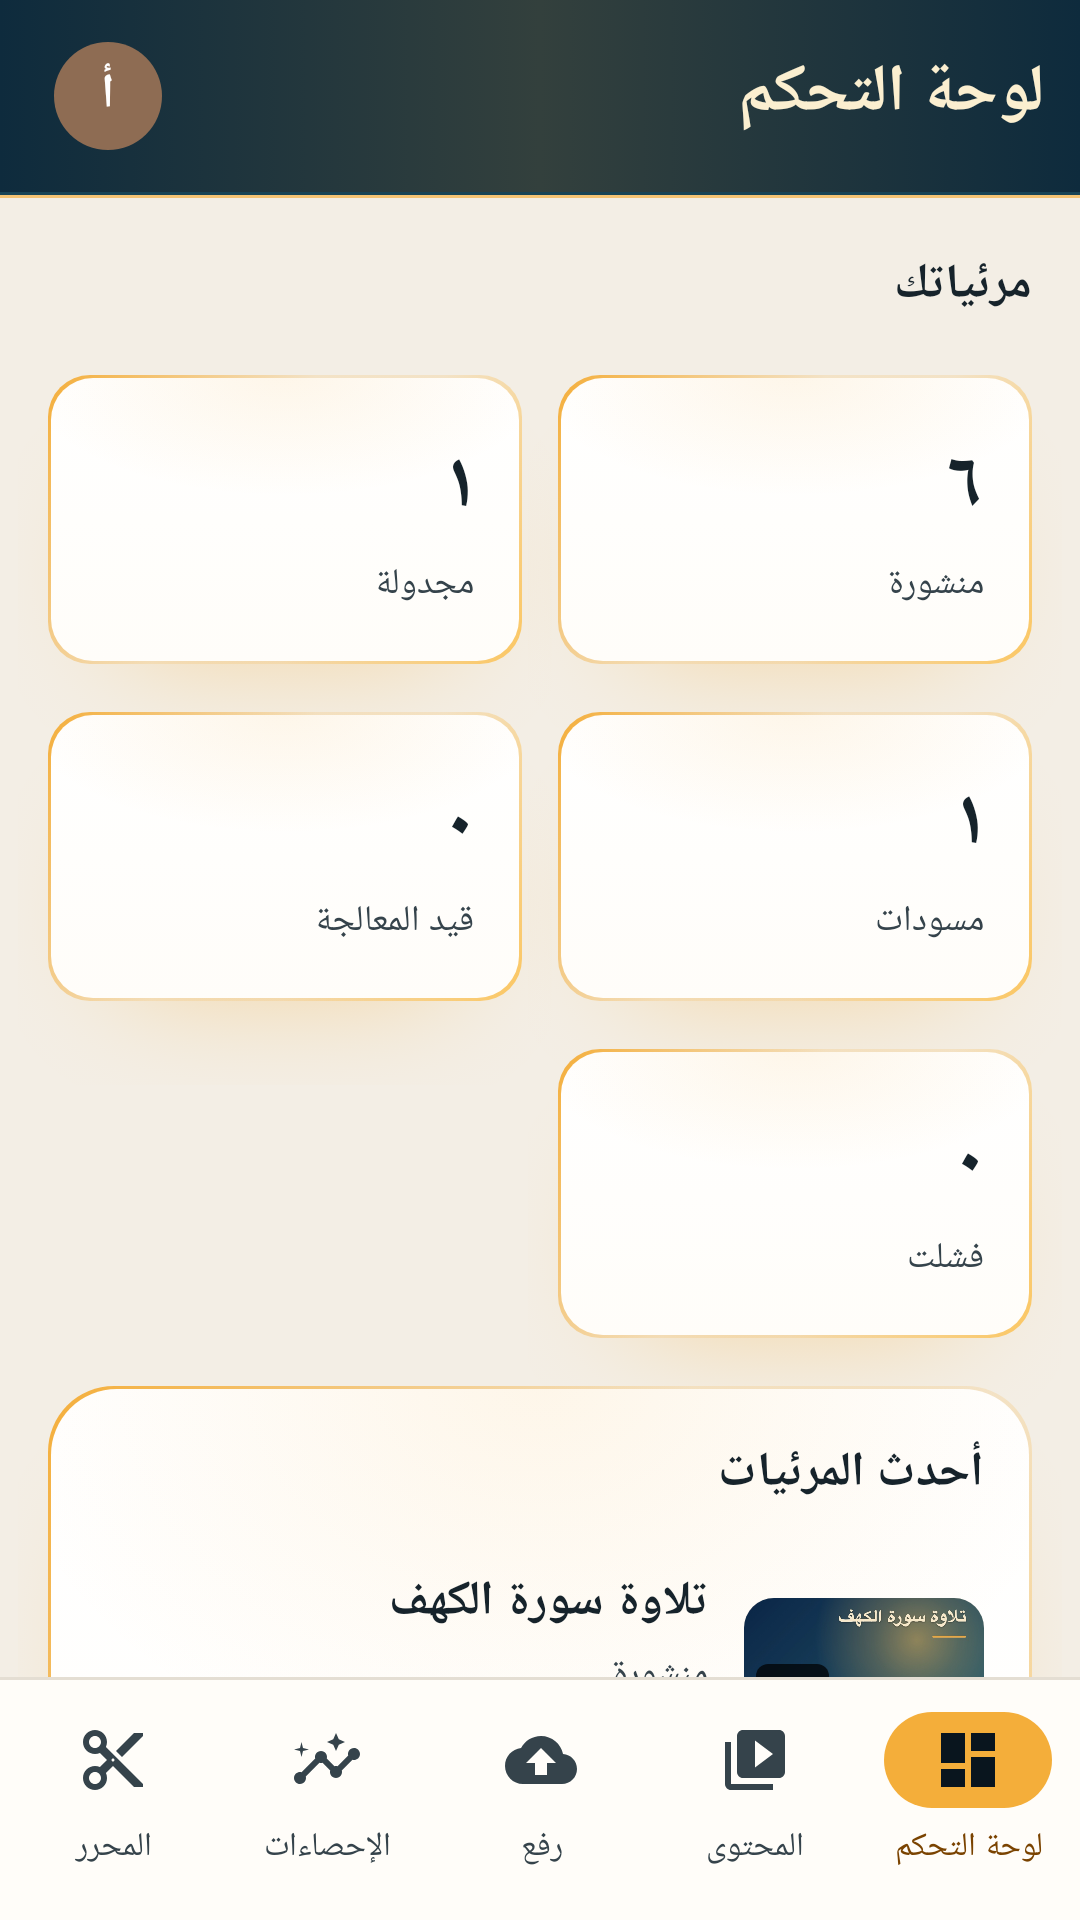 لوحة التحكم
أ
مرئياتك
٦
منشورة
١
مجدولة
١
مسودات
٠
قيد المعالجة
٠
فشلت
أحدث المرئيات
تلاوة سورة الكهف
تلاوة سورة الكهف
منشورة
لوحة التحكم
المحتوى
رفع
الإحصاءات
المحرر